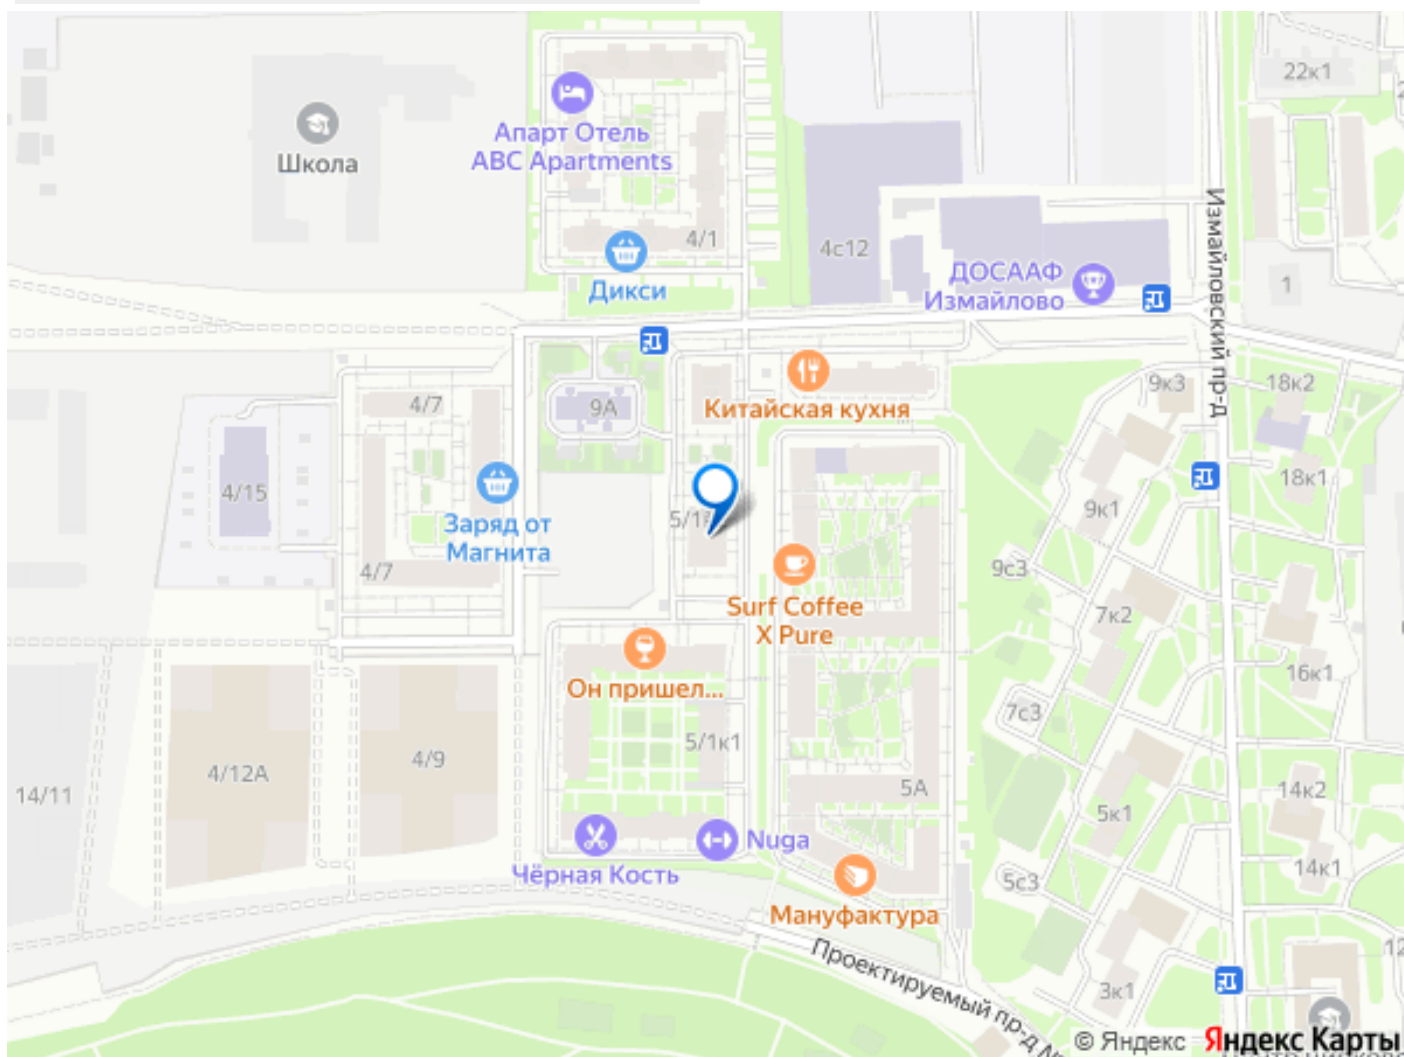 22к1
Школа
Апарт Отель
ABC Apartments
4/1
Дикси
4с12
ДОСААФ
Измайлово
Измайловский пр-д
1
4/7
9А
Китайская кухня
9к3
18к2
4/15
Заряд от
Магнита
4/7
Surf Coffee
X Pure
9к1
18к1
9с3
7к2
16к1
7с3
Он пришел...
5/1к1
5А
4/12А
4/9
14/11
5к1
14к2
14к1
5с3
Чёрная Кость
Nuga
Мануфактура
Проектируемый пр-д
3к1
© Яндекс Яндекс Карты